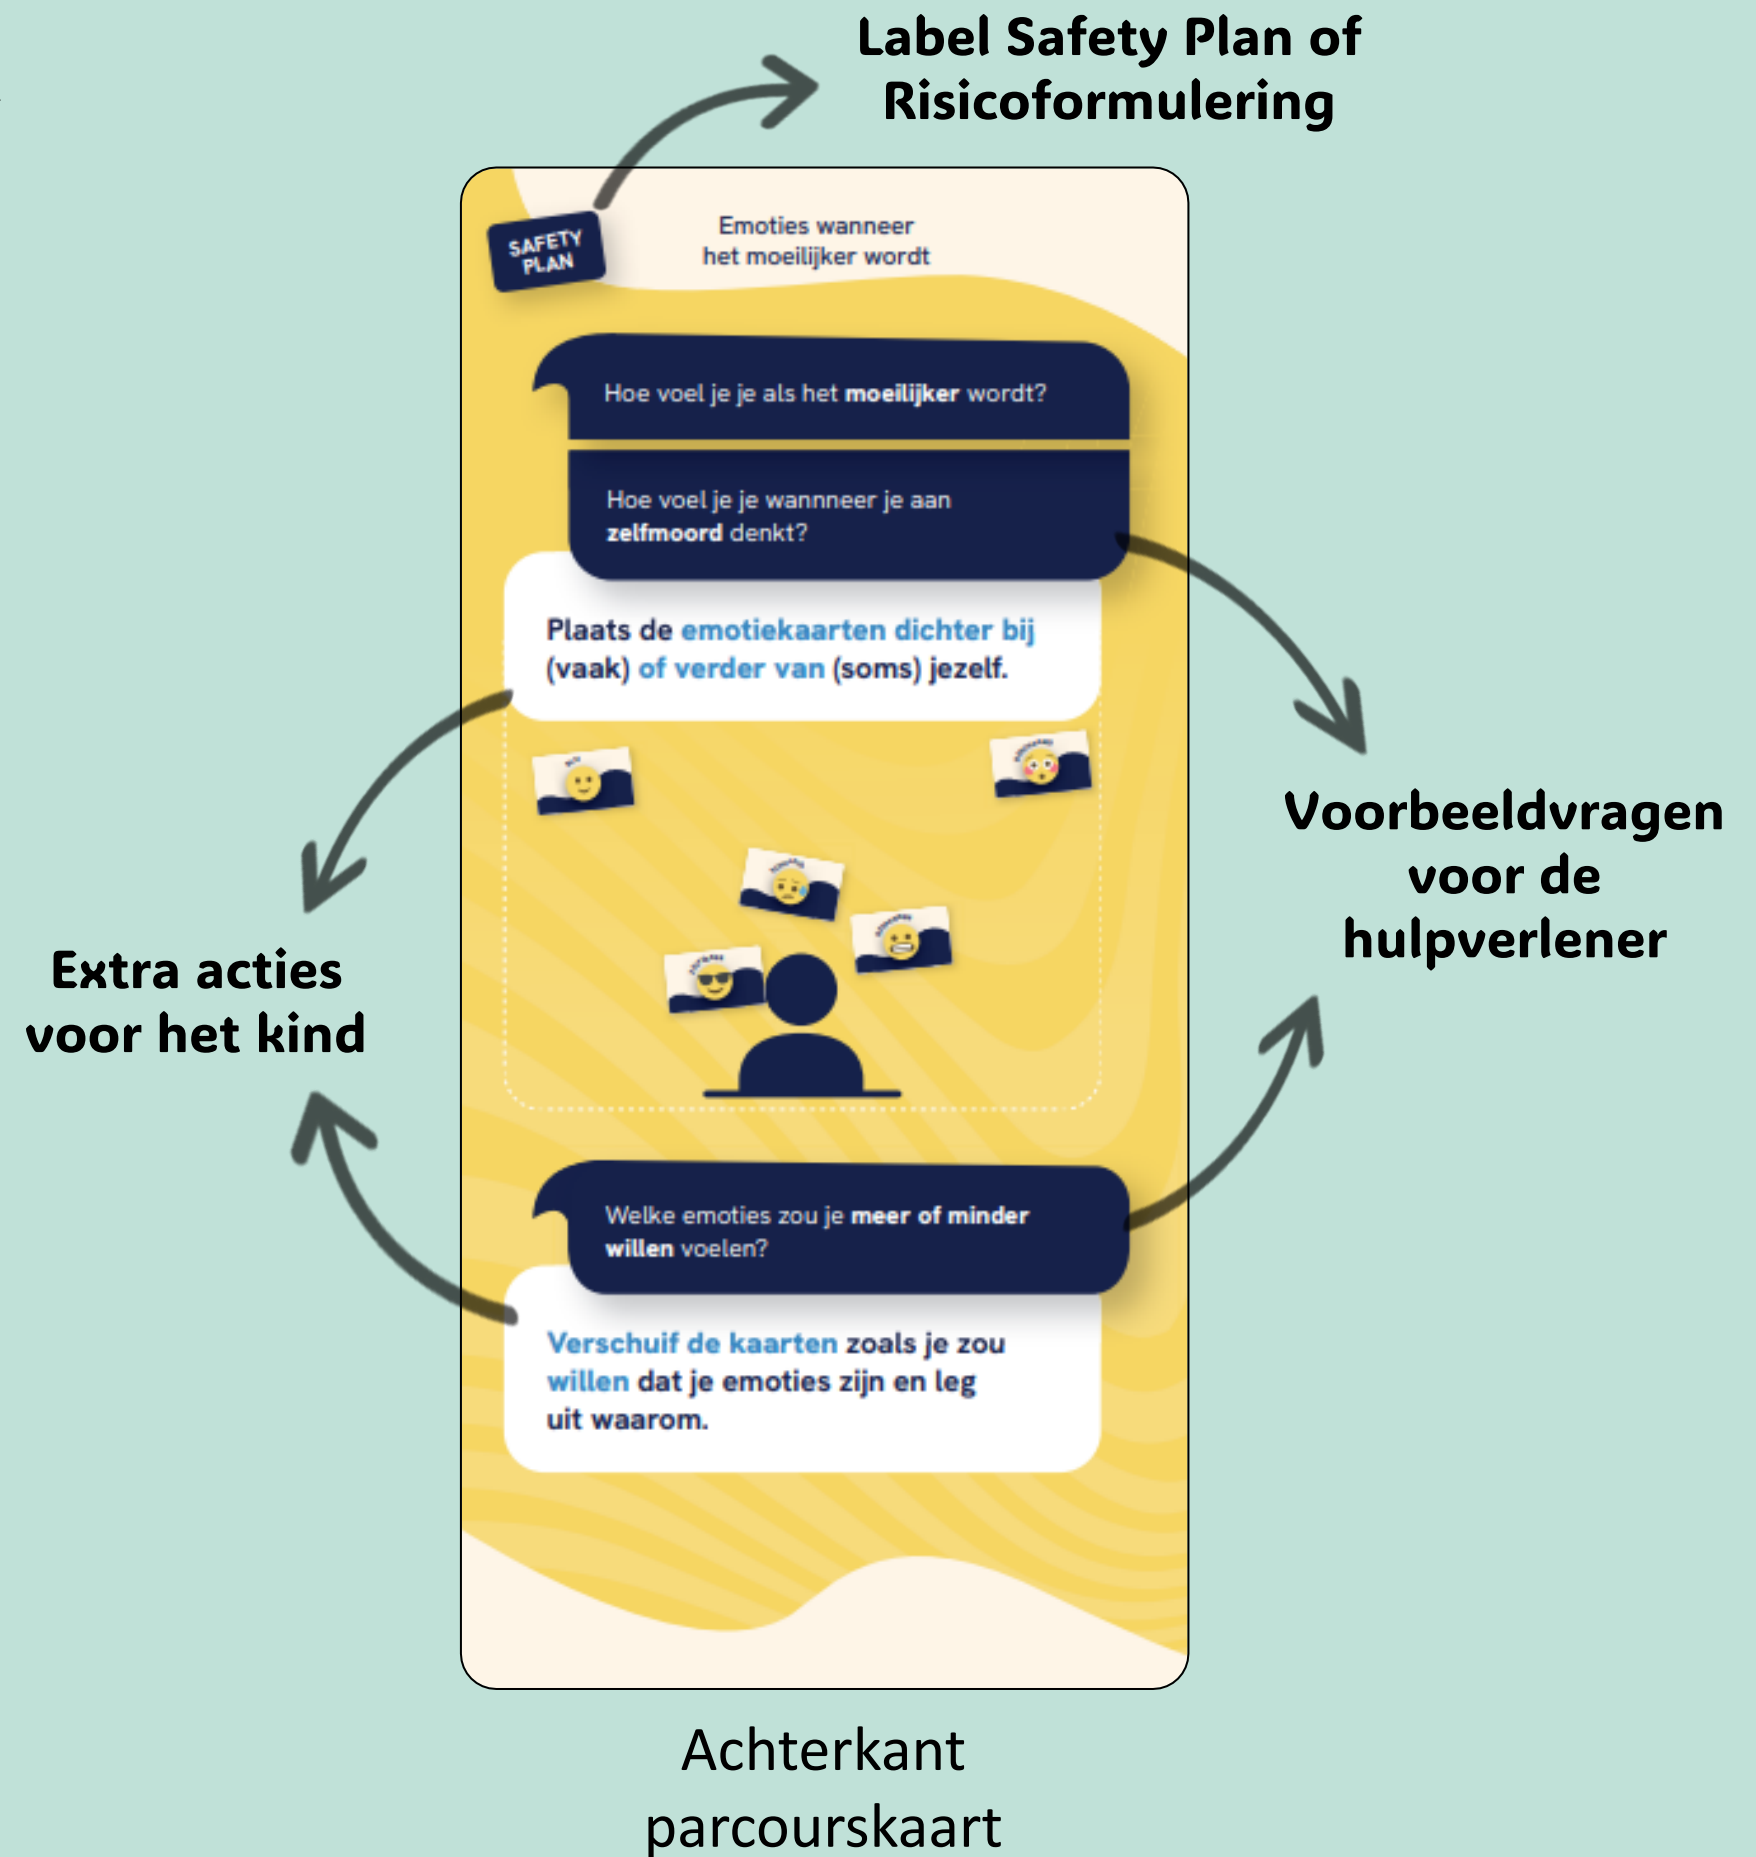 Label Safety Plan of
Risicoformulering
SAFETY
PLAN
Emoties wanneer
het moeilijker wordt
Hoe voel je je als het moeilijker wordt?
Hoe voel je je wannneer je aan
zelfmoord denkt?
Plaats de emotiekaarten dichter bij
(vaak) of verder van (soms) jezelf.
Voorbeeldvragen
voor de
hulpverlener
Extra acties
voor het kind
Welke emoties zou je meer of minder
willen voelen?
Verschuif de kaarten zoals je zou
willen dat je emoties zijn en leg
uit waarom.
Achterkant
parcourskaart